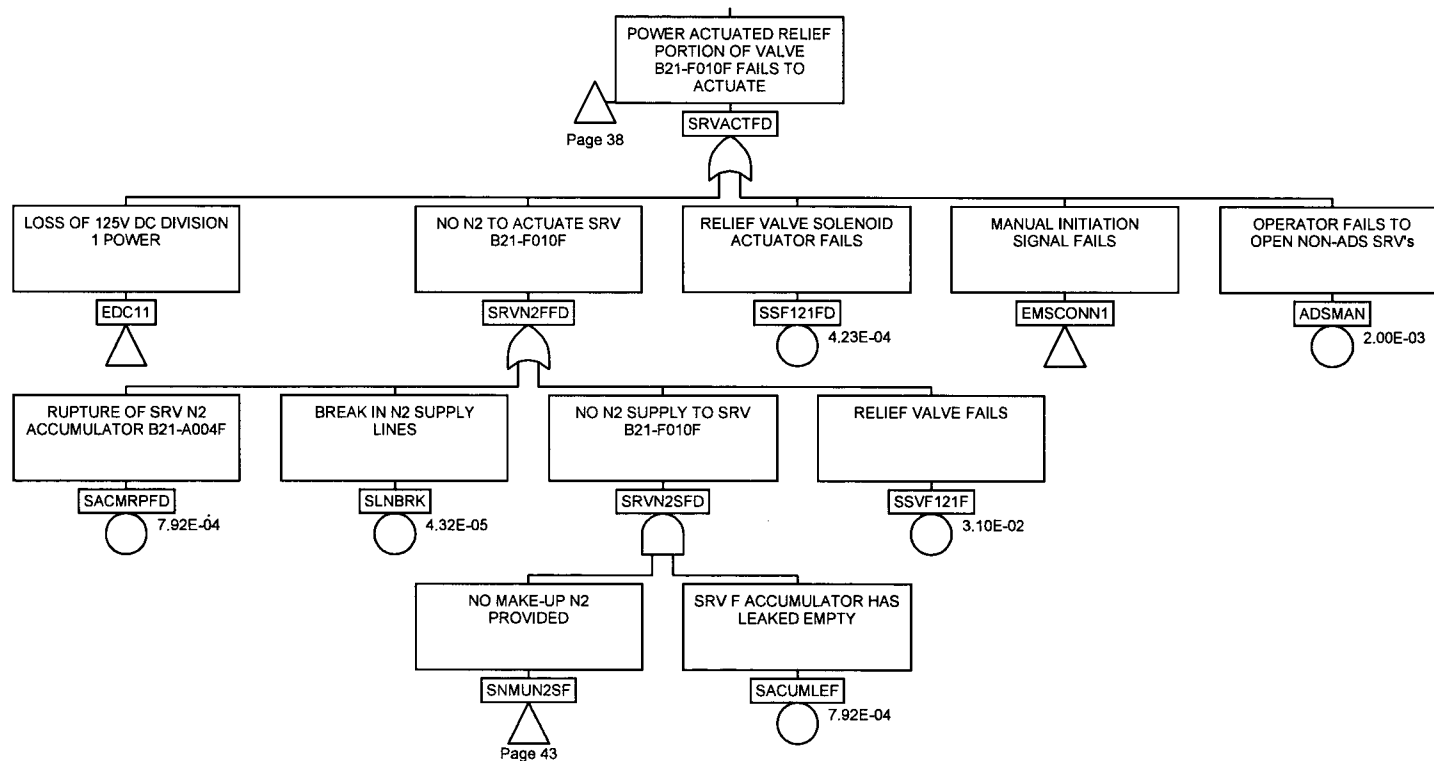 POWER ACTUATED RELIEF
PORTION OF VALVE
B21-F010F FAILS TO
ACTUATE
SRVACTFD
Page 38
LOSS OF 125V DC DIVISION
1 POWER
EDC11
NO N2 TO ACTUATE SRV
B21-F010F
SRVN2FFD
RELIEF VALVE SOLENOID
ACTUATOR FAILS
SSF121FD
4.23E-04
MANUAL INITIATION
SIGNAL FAILS
EMSCONN1
OPERATOR FAILS TO
OPEN NON-ADS SRV's
ADSMAN
2.00E-03
RUPTURE OF SRV N2
ACCUMULATOR B21-A004F
SACMRPFD
7.92E-04
BREAK IN N2 SUPPLY
LINES
SLNBRK
4.32E-05
NO N2 SUPPLY TO SRV
B21-F010F
SRVN2SFD
RELIEF VALVE FAILS
SSVF121F
3.10E-02
NO MAKE-UP N2
PROVIDED
SNMUN2SF
Page 43
SRV F ACCUMULATOR HAS
LEAKED EMPTY
SACUMLEF
7.92E-04